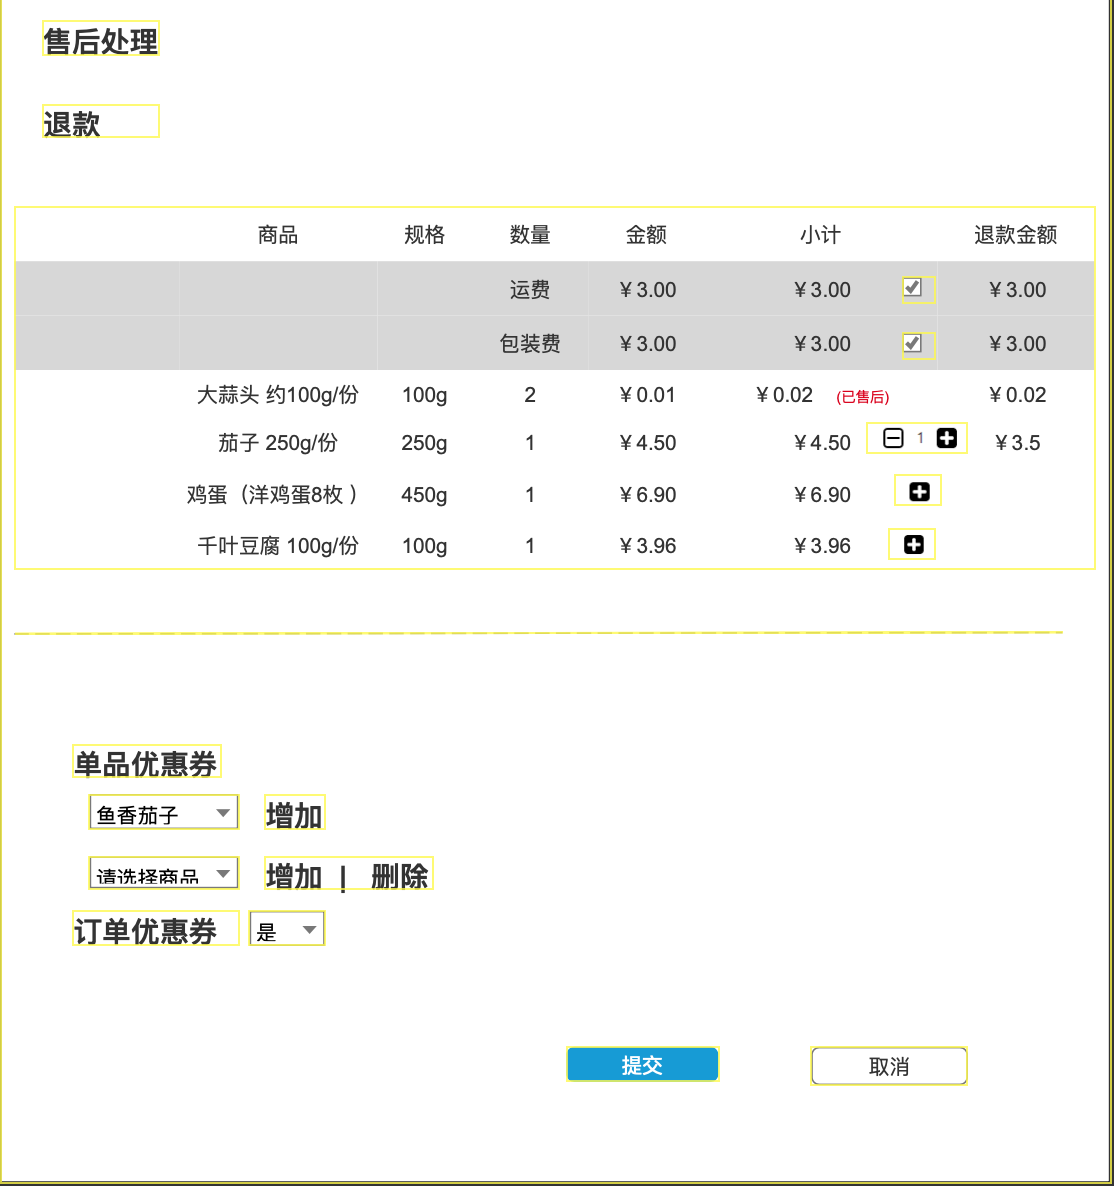 售后处理
退款
商品 规格 数量 金额 小计 退款金额
运费 ￥3.00 ￥3.00 ￥3.00
包装费 ￥3.00 ￥3.00 ￥3.00
大蒜头 约100g/份 100g 2 ￥0.01 ￥0.02 (已售后) ￥0.02
茄子 250g/份 250g 1 ￥4.50 ￥4.50 1 ￥3.5
鸡蛋（洋鸡蛋8枚 ） 450g 1 ￥6.90 ￥6.90
千叶豆腐 100g/份 100g 1 ￥3.96 ￥3.96
单品优惠券
鱼香茄子 增加
请选择商品 增加 | 删除
订单优惠券 是
提交 取消